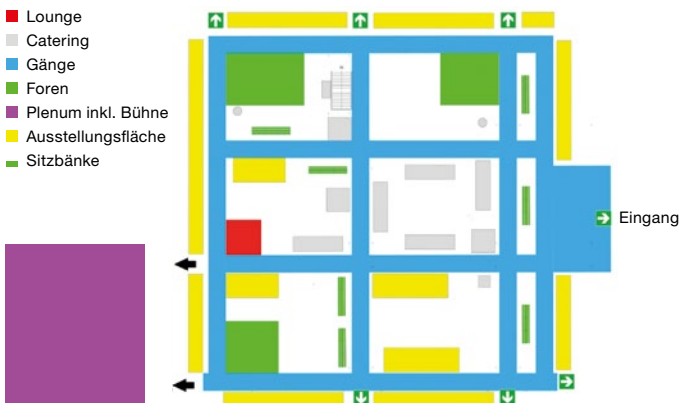 Lounge
Catering
Gänge
Foren
Plenum inkl. Bühne
Ausstellungsfläche
Sitzbänke
Eingang